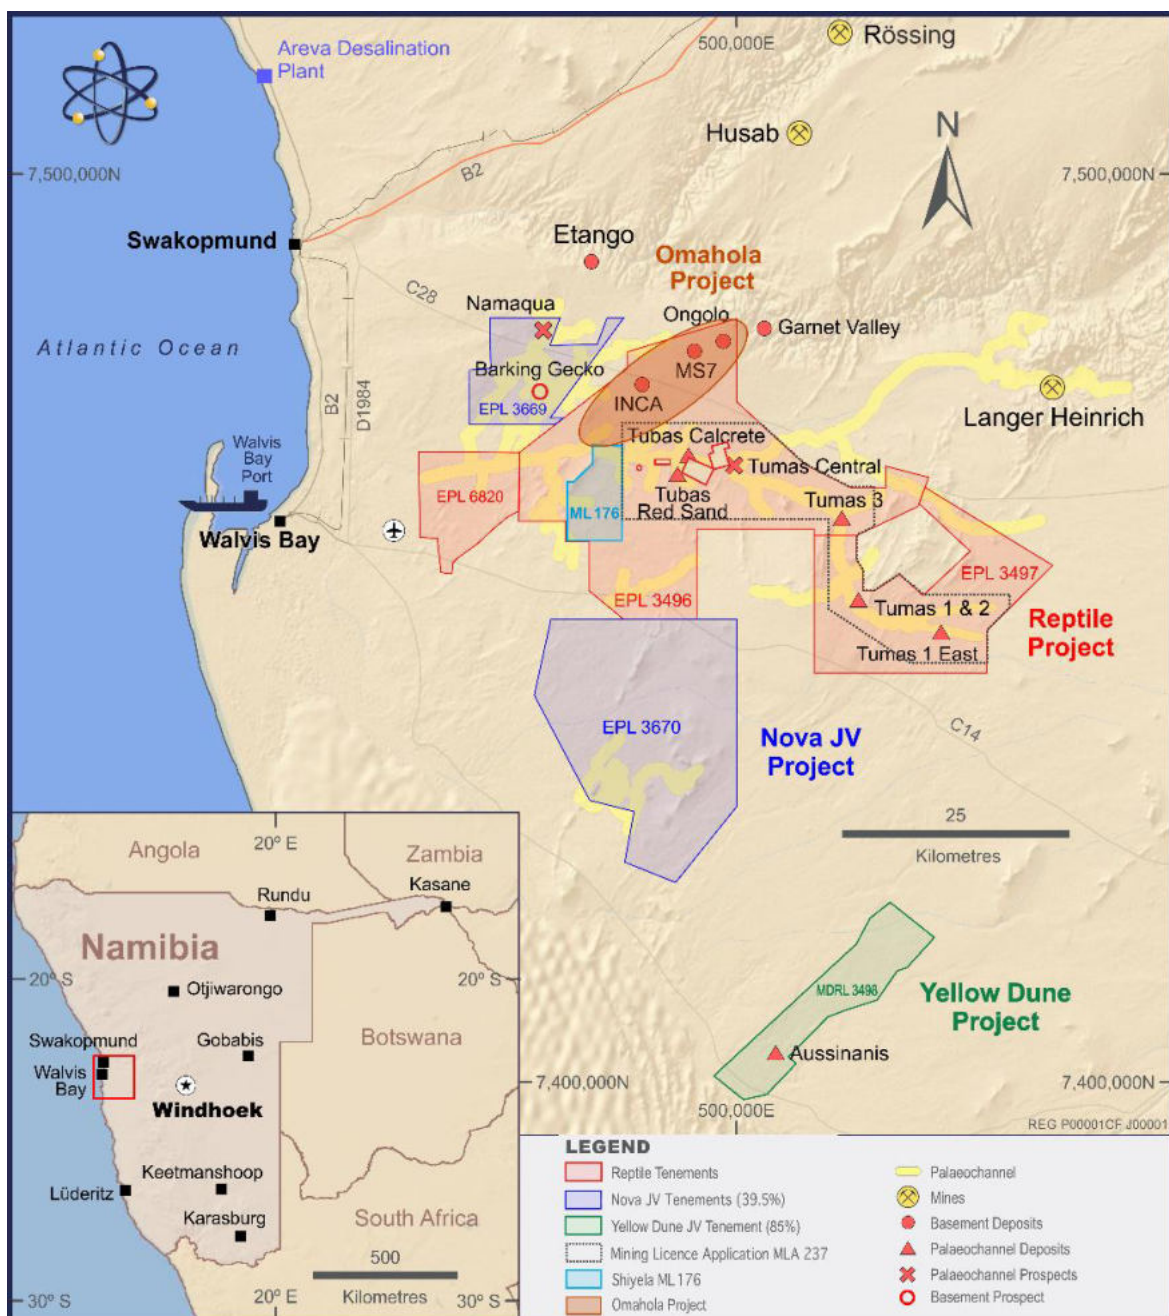 Areva Desalination
Plant
500,000E
Rössing
Husab
N
7,500,000N
7,500,000N
B2
Swakopmund
Etango
Omahola
Project
C28
Namaqua
Ongolo
Garnet Valley
Atlantic Ocean
B2
D1984
Barking Gecko
MS7
EPL 3669
INCA
Langer Heinrich
Walvis
Bay
Port
Tubas Calcrete
EPL 6820
Tumas Central
ML 176
Tubas
Red Sand
Tumas 3
Walvis Bay
EPL 3497
EPL 3496
Tumas 1 & 2
Reptile
Project
Tumas 1 East
EPL 3670
Nova JV
Project
C14
25
Kilometres
MDRL 3498
Yellow Dune
Project
Aussinanis
7,400,000N
7,400,000N
500,000E
REG P00001CF J00001
Angola
20° E
Zambia
Kasane
Rundu
Namibia
20° S
20° S
Otjiwarongo
Swakopmund
Gobabis
Botswana
Walvis
Bay
Windhoek
Keetmanshoop
Lüderitz
Karasburg
South Africa
500
Kilometres
30° S
20° E
30° S
LEGEND
Reptile Tenements
Nova JV Tenements (39.5%)
Yellow Dune JV Tenement (85%)
Mining Licence Application MLA 237
Shiyela ML 176
Omahola Project
Palaeochannel
Mines
Basement Deposits
Palaeochannel Deposits
Palaeochannel Prospects
Basement Prospect